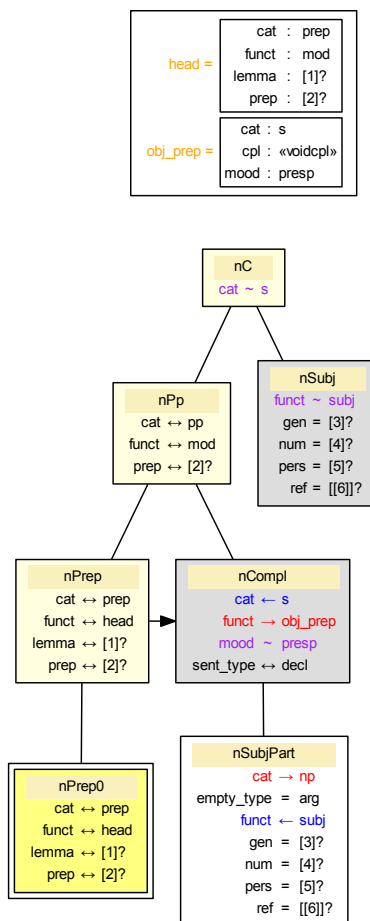 head =
cat : prep
funct : mod
lemma : [1]?
prep : [2]?
obj_prep =
cat : s
cpl : «voidcpl»
mood : presp
nC
cat ~ s
nPp
cat ↔ pp
funct ↔ mod
prep ↔ [2]?
nSubj
funct ~ subj
gen = [3]?
num = [4]?
pers = [5]?
ref = [[6]]?
nPrep
cat ↔ prep
funct ↔ head
lemma ↔ [1]?
prep ↔ [2]?
nCompl
cat ← s
funct → obj_prep
mood ~ presp
sent_type ↔ decl
nPrep0
cat ↔ prep
funct ↔ head
lemma ↔ [1]?
prep ↔ [2]?
nSubjPart
cat → np
empty_type = arg
funct ← subj
gen = [3]?
num = [4]?
pers = [5]?
ref = [[6]]?